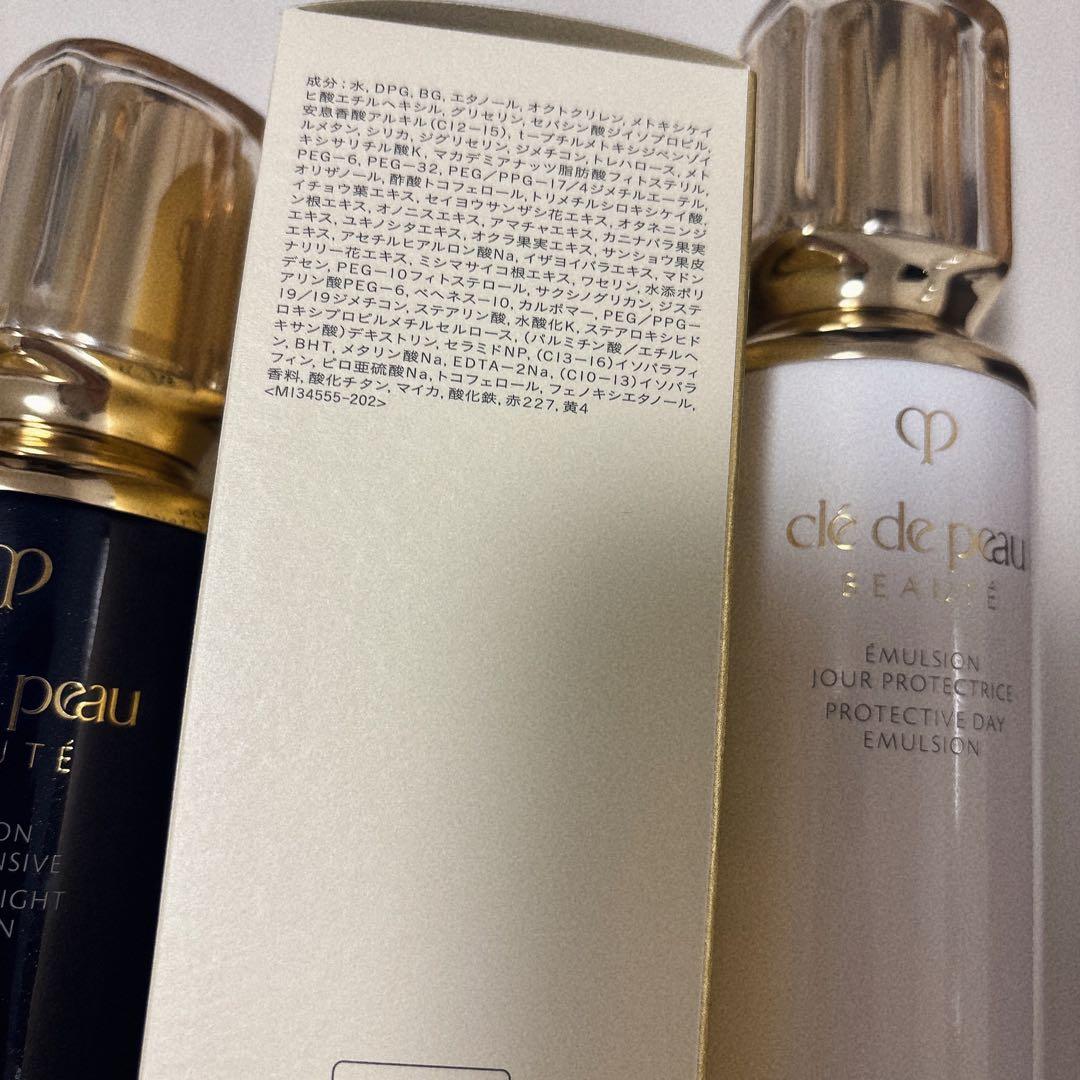 成分:水, DPG, BG, エタノール, オクトクリレン, メトキシケイ
ヒ酸エチルヘキシル, グリセリン, セバシン酸ジイソプロピル,
安息香酸アルキル(C12-15), t-ブチルメトキシジベンゾイ
ルメタン, シリカ, ジグリセリン, ジメチコン, トレハロース, メト
キシサリチル酸K, マカデミアナッツ脂肪酸フィトステリル,
PEG-6, PEG-32, PEG/PPG-17/4ジメチルエーテル,
オリザノール, 酢酸トコフェロール, トリメチルシロキシケイ酸,
イチョウ葉エキス, セイヨウサンザシ花エキス, オタネニンジ
ン根エキス, オノニスエキス, アマチャエキス, カニナバラ果実
エキス, ユキノシタエキス, オクラ果実エキス, サンショウ果皮
エキス, アセチルヒアルロン酸Na, イザヨイバラエキス, マドン
ナリリー花エキス, ミシマサイコ根エキス, ワセリン, 水添ポリ
デセン, PEG-10フィトステロール, サクシノグリカン, ジステ
アリン酸PEG-6, ベヘネス-10, カルボマー, PEG/PPG-
19/19ジメチコン, ステアリン酸, 水酸化K, ステアロキシヒド
ロキシプロピルメチルセルロース, (パルミチン酸/エチルヘ
キサン酸)デキストリン, セラミドNP, (C13-16)イソパラフィ
ン, BHT, メタリン酸Na, EDTA-2Na, (C10-13)イソパラ
フィン, ピロ亜硫酸Na, トコフェロール, フェノキシエタノール,
香料, 酸化チタン, マイカ, 酸化鉄, 赤227, 黄4
<MI34555-202>
clé de peau
BEAUTÉ
ÉMULSION
JOUR PROTECTRICE
PROTECTIVE DAY
EMULSION
peau
UTÉ
ON
NSIVE
IGHT
N